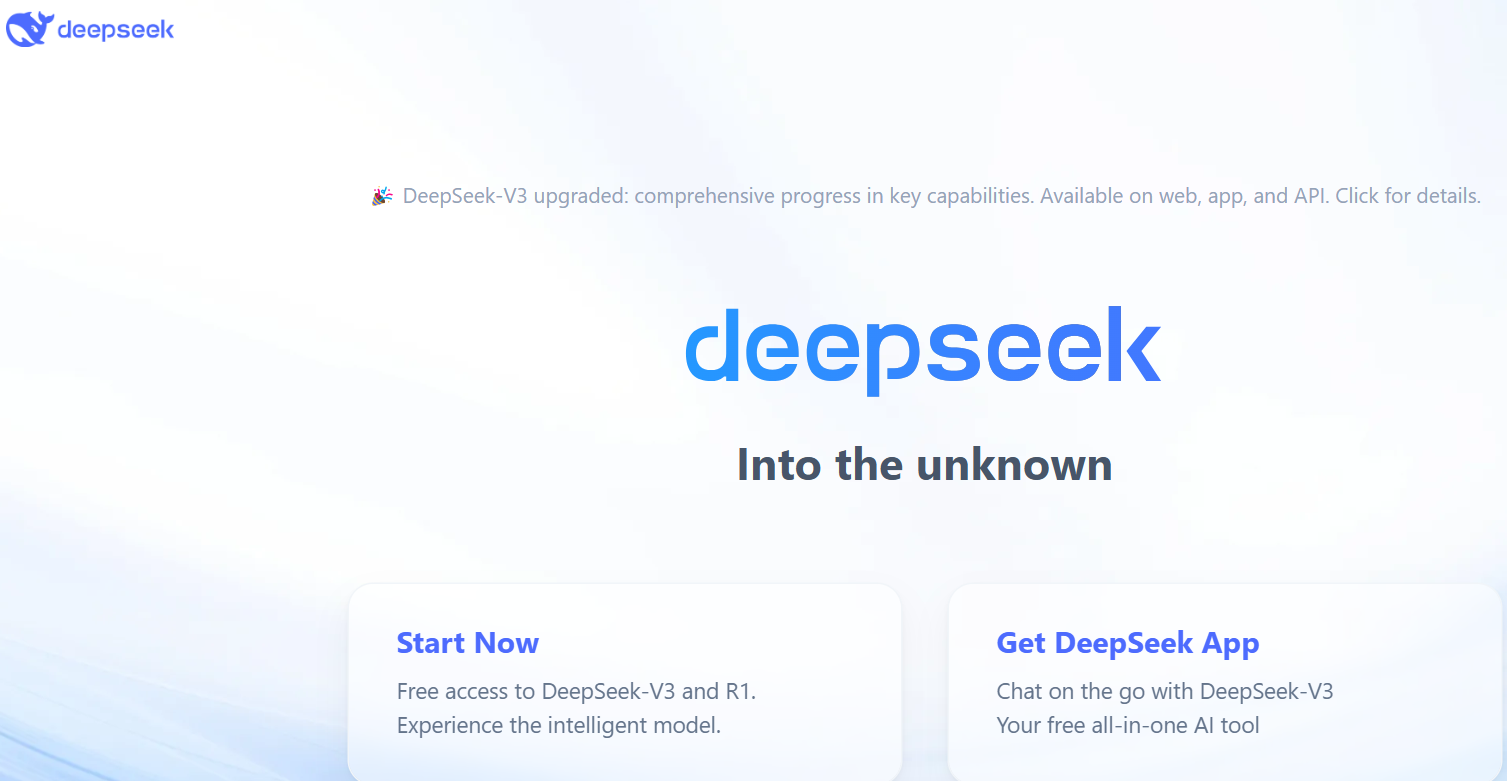 deepseek
🎉 DeepSeek-V3 upgraded: comprehensive progress in key capabilities. Available on web, app, and API. Click for details.
deepseek
Into the unknown
Start Now
Free access to DeepSeek-V3 and R1.
Experience the intelligent model.
Get DeepSeek App
Chat on the go with DeepSeek-V3
Your free all-in-one AI tool